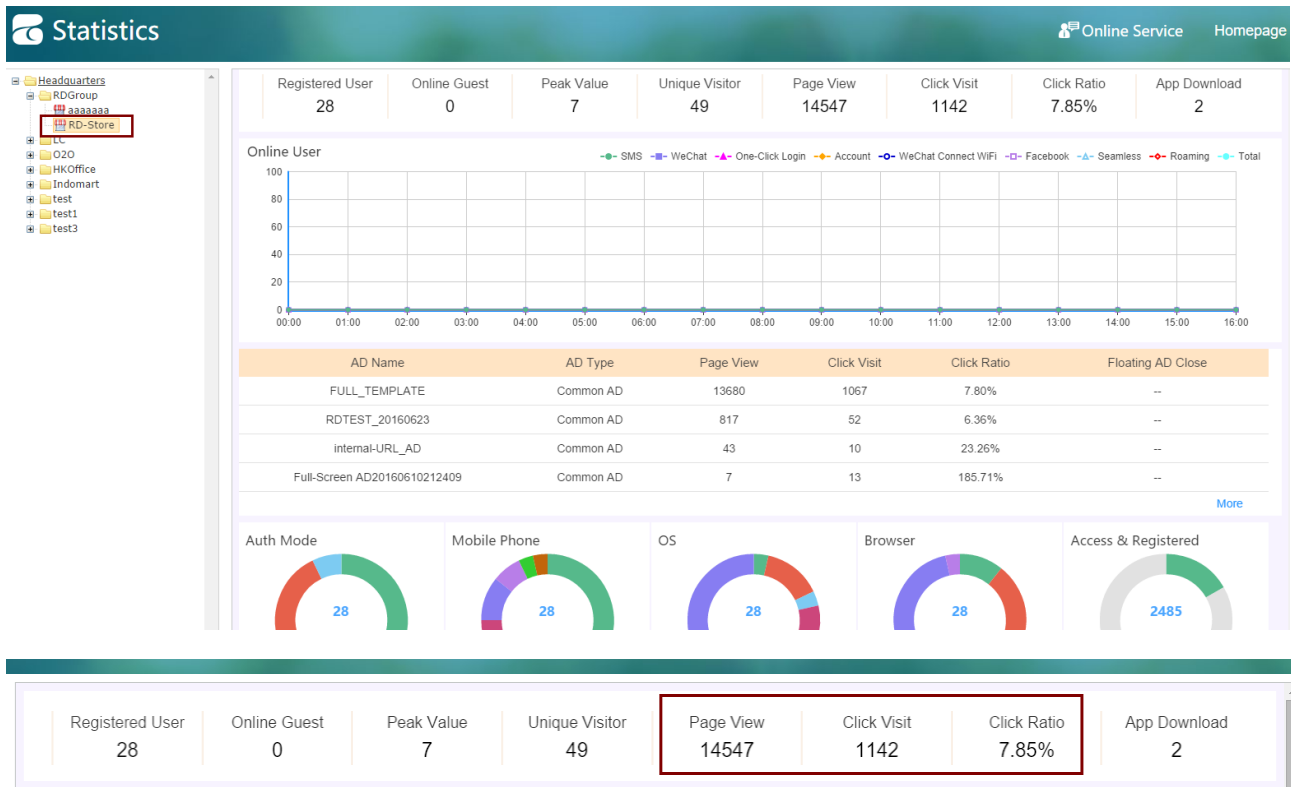 Statistics
Online Service Homepage
Headquarters
RDGroup
aaaaaaa
RD-Store
LC
O2O
HKOffice
Indomart
test
test1
test3
Registered User Online Guest Peak Value Unique Visitor Page View Click Visit Click Ratio App Download
28 0 7 49 14547 1142 7.85% 2
Online User
SMS WeChat One-Click Login Account WeChat Connect WiFi Facebook Seamless Roaming Total
100
80
60
40
20
0
00:00 01:00 02:00 03:00 04:00 05:00 06:00 07:00 08:00 09:00 10:00 11:00 12:00 13:00 14:00 15:00 16:00
AD Name AD Type Page View Click Visit Click Ratio Floating AD Close
FULL_TEMPLATE Common AD 13680 1067 7.80% --
RDTEST_20160623 Common AD 817 52 6.36% --
internal-URL_AD Common AD 43 10 23.26% --
Full-Screen AD20160610212409 Common AD 7 13 185.71% --
More
Auth Mode Mobile Phone OS Browser Access & Registered
28 28 28 28 2485
Registered User Online Guest Peak Value Unique Visitor Page View Click Visit Click Ratio App Download
28 0 7 49 14547 1142 7.85% 2